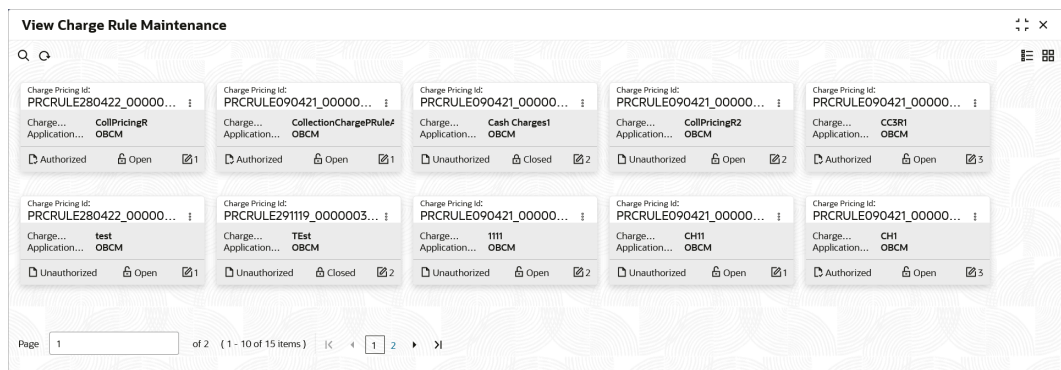 View Charge Rule Maintenance
Charge Pricing Id: Charge Pricing Id: Charge Pricing Id: Charge Pricing Id: Charge Pricing Id:
PRCRULE280422_00000... PRCRULE090421_00000... PRCRULE090421_00000... PRCRULE090421_00000... PRCRULE090421_00000...
Charge... CollPricingR Charge... CollectionChargePRuleA Charge... Cash Charges1 Charge... CollPricingR2 Charge... CC3R1
Application... OBCM Application... OBCM Application... OBCM Application... OBCM Application... OBCM
Authorized Open 1 Authorized Open 1 Unauthorized Closed 2 Unauthorized Open 2 Authorized Open 3
Charge Pricing Id: Charge Pricing Id: Charge Pricing Id: Charge Pricing Id: Charge Pricing Id:
PRCRULE280422_00000... PRCRULE291119_0000003... PRCRULE090421_00000... PRCRULE090421_00000... PRCRULE090421_00000...
Charge... test Charge... TEst Charge... 1111 Charge... CH11 Charge... CH1
Application... OBCM Application... OBCM Application... OBCM Application... OBCM Application... OBCM
Unauthorized Open 1 Unauthorized Closed 2 Unauthorized Open 2 Unauthorized Open 1 Authorized Open 3
Page 1 of 2 ( 1 - 10 of 15 items ) 1 2